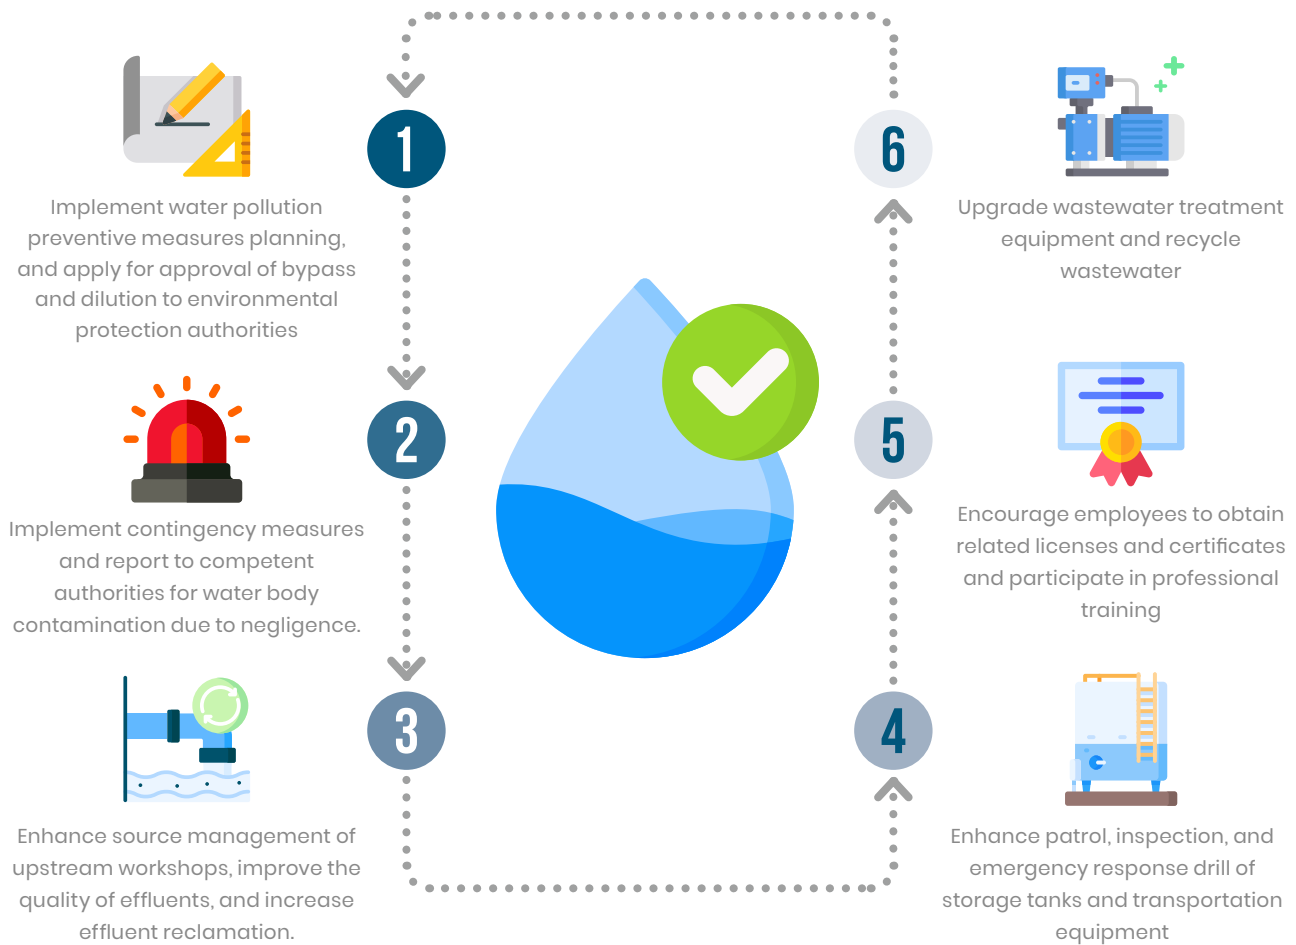 1
Implement water pollution
preventive measures planning,
and apply for approval of bypass
and dilution to environmental
protection authorities
2
Implement contingency measures
and report to competent
authorities for water body
contamination due to negligence.
3
Enhance source management of
upstream workshops, improve the
quality of effluents, and increase
effluent reclamation.
4
Enhance patrol, inspection, and
emergency response drill of
storage tanks and transportation
equipment
5
Encourage employees to obtain
related licenses and certificates
and participate in professional
training
6
Upgrade wastewater treatment
equipment and recycle
wastewater